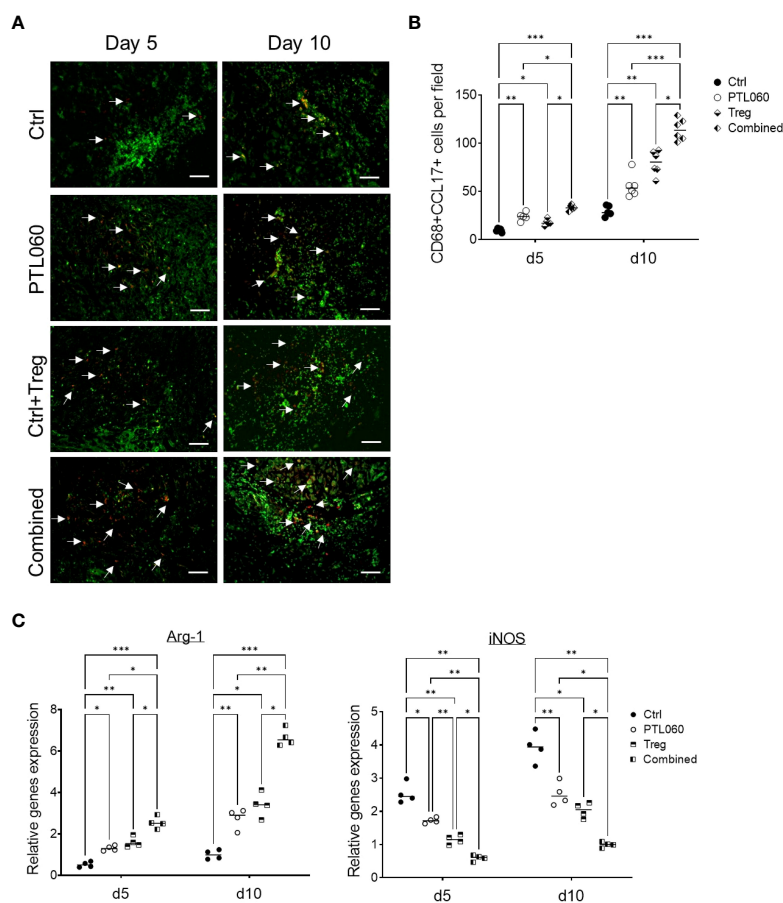 A
Day 5
Day 10
Ctrl
PTL060
Ctrl+Treg
Combined
B
CD68+CCL17+ cells per field
150
100
50
0
d5
d10
***
*
*
**
*
***
***
**
**
*
Ctrl
PTL060
Treg
Combined
C
Arg-1
Relative genes expression
8
6
4
2
0
d5
d10
***
*
**
*
*
***
**
*
**
*
iNOS
Relative genes expression
5
4
3
2
1
0
d5
d10
**
**
**
*
**
*
**
*
*
**
*
Ctrl
PTL060
Treg
Combined